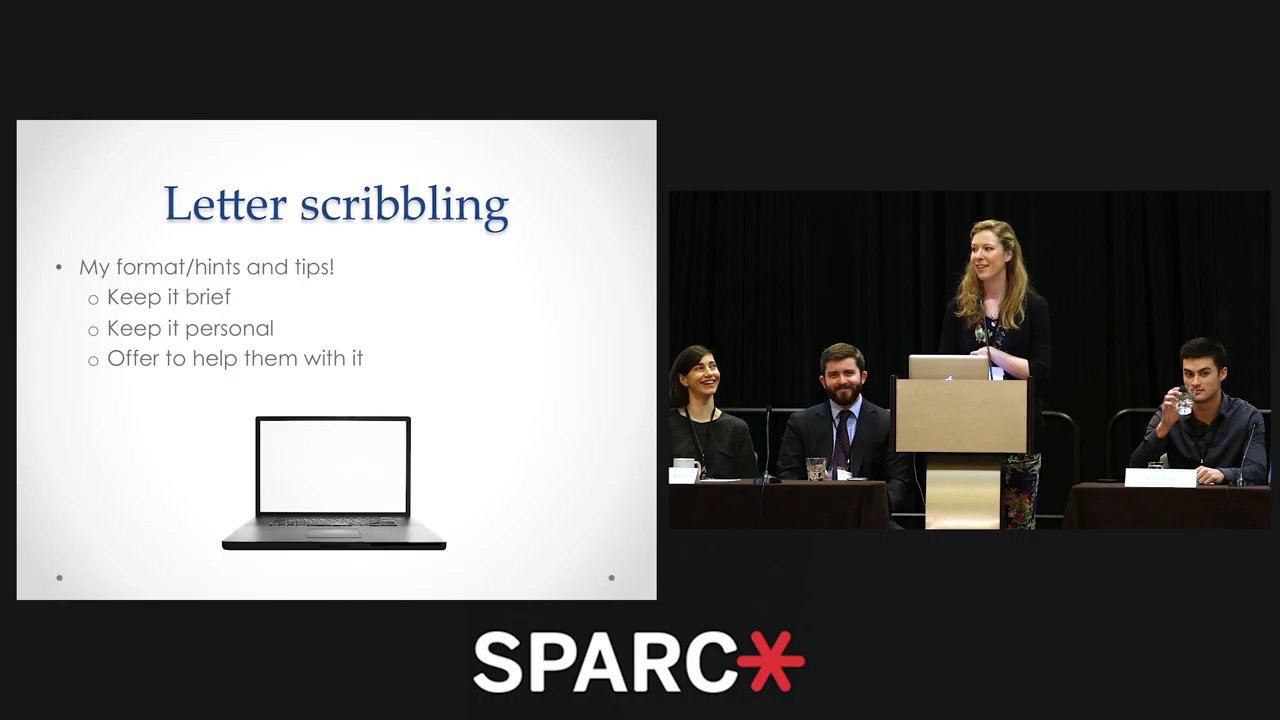 Letter scribbling
• My format/hints and tips!
o Keep it brief
o Keep it personal
o Offer to help them with it
SPARC